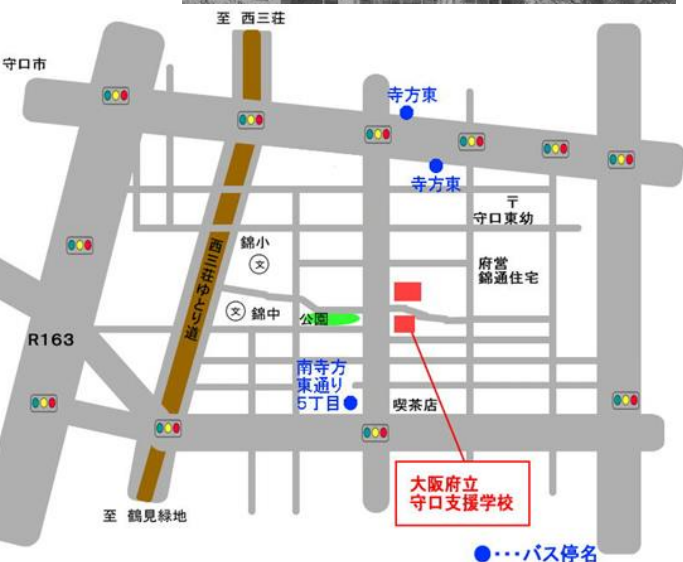 至 西三荘
守口市
寺方東
寺方東
〒
守口東幼
錦小
文
府営
錦通住宅
西三荘ゆとり道
文
錦中
公園
R163
南寺方
東通り
5丁目
喫茶店
大阪府立
守口支援学校
至 鶴見緑地
●・・・バス停名